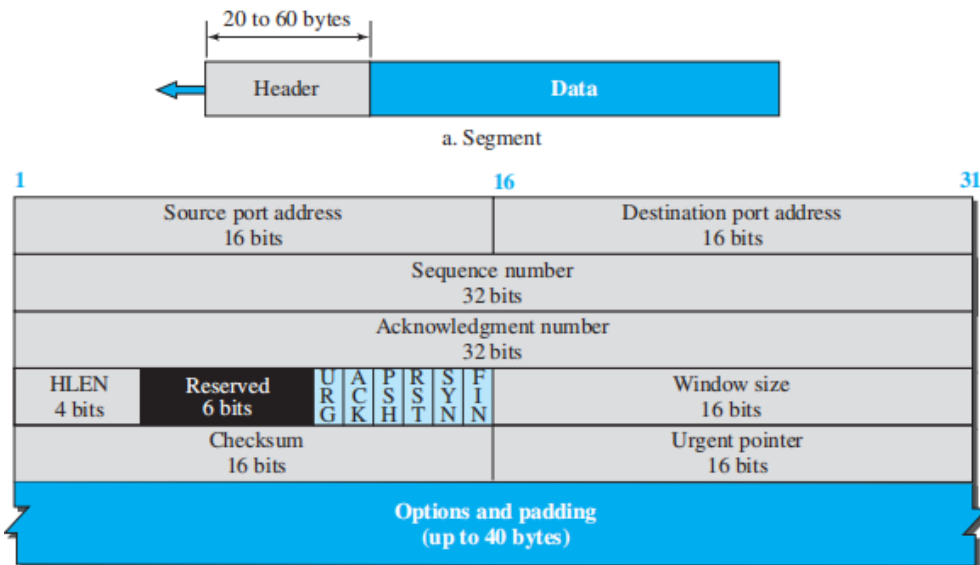 20 to 60 bytes
Header
Data
a. Segment
1
16
31
Source port address
16 bits
Destination port address
16 bits
Sequence number
32 bits
Acknowledgment number
32 bits
HLEN
4 bits
Reserved
6 bits
URG
ACK
PSH
RST
SYN
FIN
Window size
16 bits
Checksum
16 bits
Urgent pointer
16 bits
Options and padding
(up to 40 bytes)